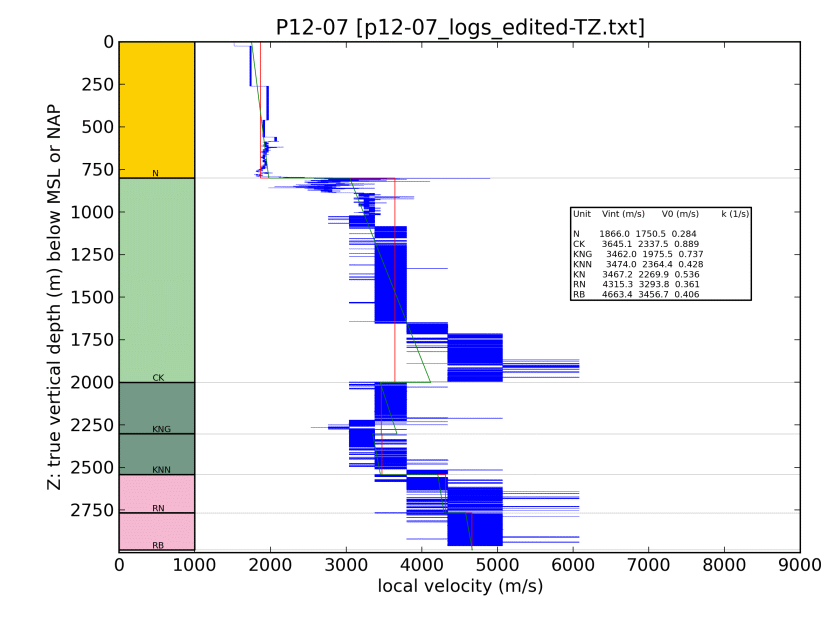 P12-07 [p12-07_logs_edited-TZ.txt]
0
250
500
750
1000
1250
1500
1750
2000
2250
2500
2750
Z: true vertical depth (m) below MSL or NAP
N
CK
KNG
KNN
RN
RB
Unit Vint (m/s) V0 (m/s) k (1/s)
N 1866.0 1750.5 0.284
CK 3645.1 2337.5 0.889
KNG 3462.0 1975.5 0.737
KNN 3474.0 2364.4 0.428
KN 3467.2 2269.9 0.536
RN 4315.3 3293.8 0.361
RB 4663.4 3456.7 0.406
0 1000 2000 3000 4000 5000 6000 7000 8000 9000
local velocity (m/s)